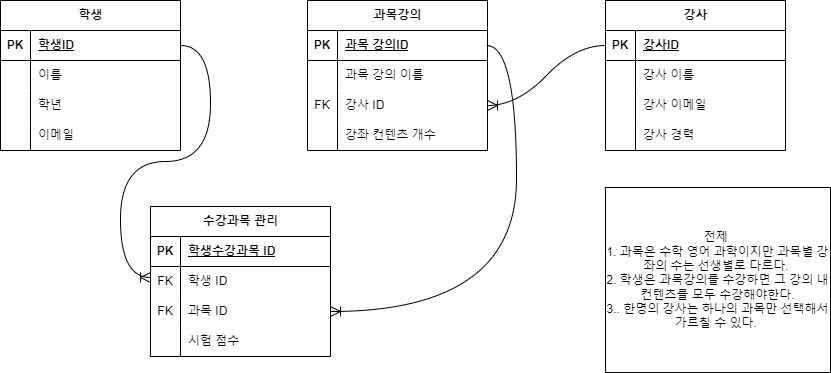 학생
PK 학생ID
이름
학년
이메일
과목강의
PK 과목 강의ID
과목 강의 이름
FK 강사 ID
강좌 컨텐츠 개수
강사
PK 강사ID
강사 이름
강사 이메일
강사 경력
수강과목 관리
PK 학생수강과목 ID
FK 학생 ID
FK 과목 ID
시험 점수
전제
1. 과목은 수학 영어 과학이지만 과목별 강
좌의 수는 선생별로 다르다.
2. 학생은 과목강의를 수강하면 그 강의 내
컨텐츠를 모두 수강해야한다.
3.. 한명의 강사는 하나의 과목만 선택해서
가르칠 수 있다.